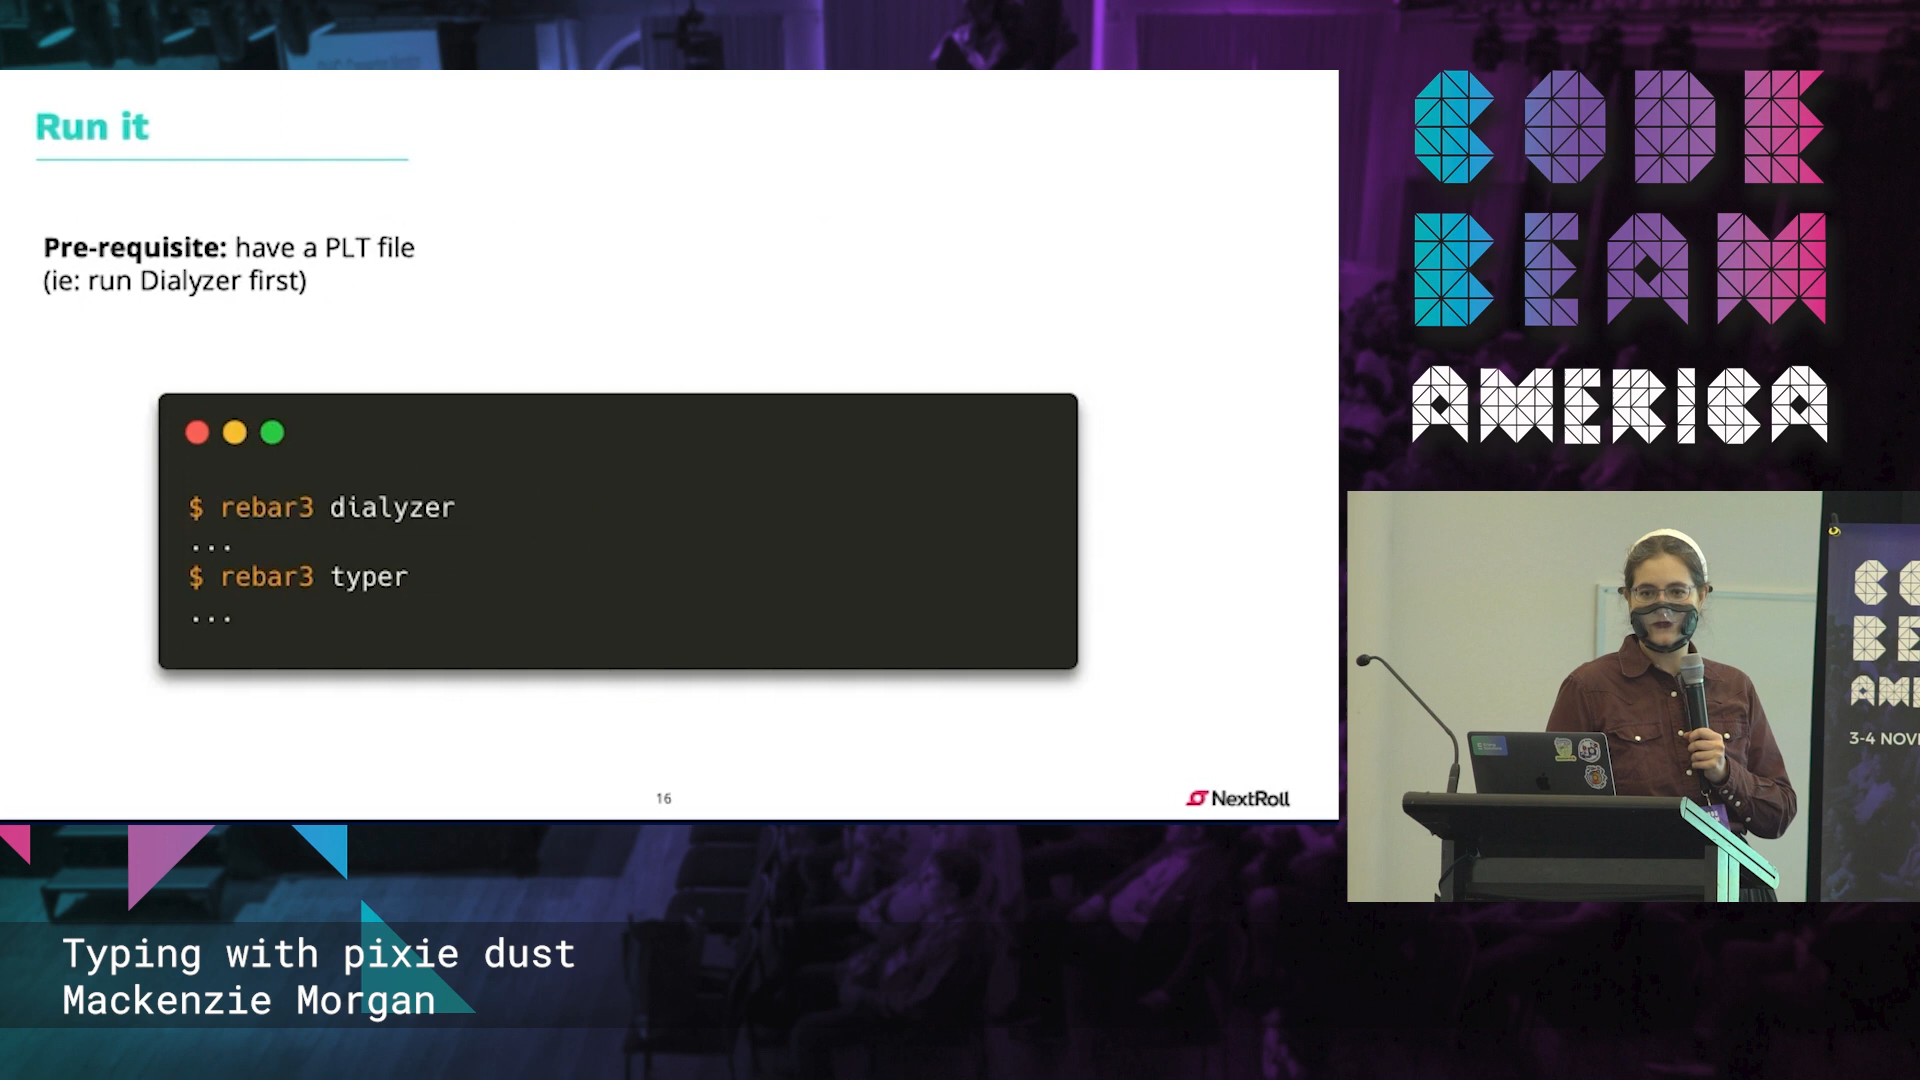 Run it
Pre-requisite: have a PLT file
(ie: run Dialyzer first)
$ rebar3 dialyzer
...
$ rebar3 typer
...
16
NextRoll
CODE
BEAM
AMERICA
3-4 NOV
Typing with pixie dust
Mackenzie Morgan